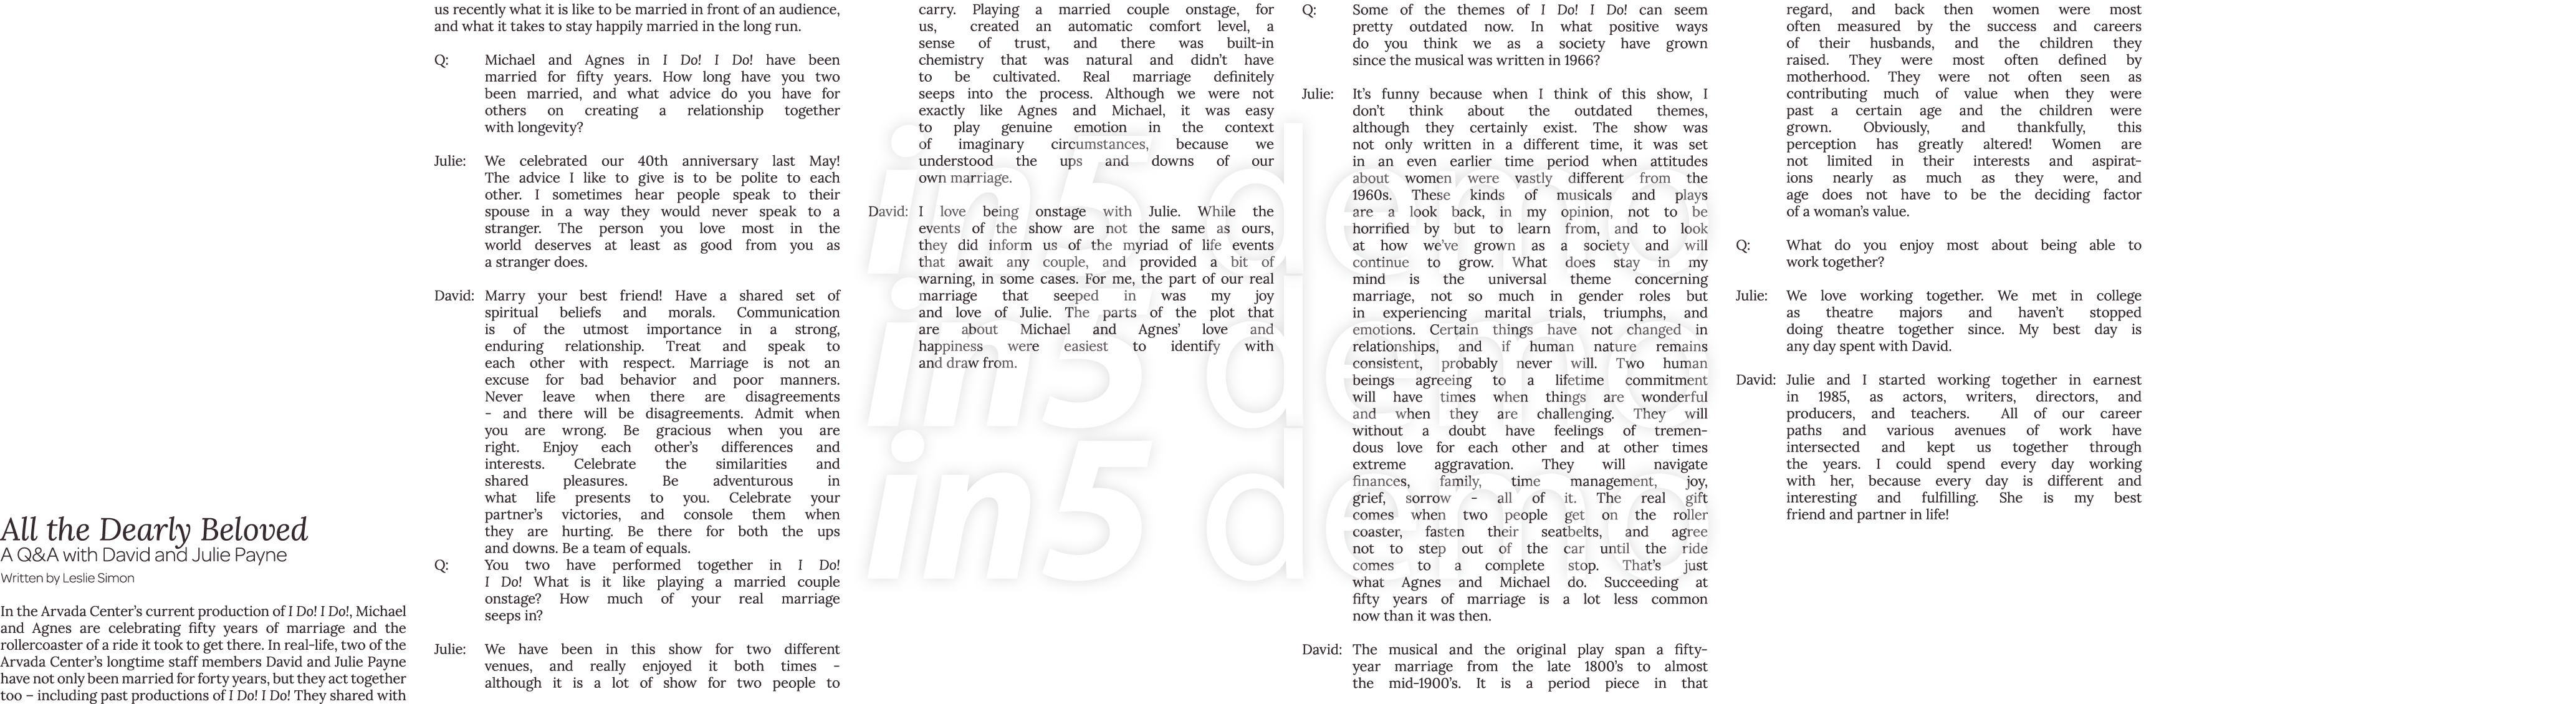 All the Dearly Beloved
A Q&A with David and Julie Payne
Written by Leslie Simon
In the Arvada Center's current production of I Do! I Do!, Michael
and Agnes are celebrating fifty years of marriage and the
rollercoaster of a ride it took to get there. In real-life, two of the
Arvada Center's longtime staff members David and Julie Payne
have not only been married for forty years, but they act together
too – including past productions of I Do! I Do! They shared with
us recently what it is like to be married in front of an audience,
and what it takes to stay happily married in the long run.
Q: Michael and Agnes in I Do! I Do! have been
married for fifty years. How long have you two
been married, and what advice do you have for
others on creating a relationship together
with longevity?
Julie: We celebrated our 40th anniversary last May!
The advice I like to give is to be polite to each
other. I sometimes hear people speak to their
spouse in a way they would never speak to a
stranger. The person you love most in the
world deserves at least as good from you as
a stranger does.
David: Marry your best friend! Have a shared set of
spiritual beliefs and morals. Communication
is of the utmost importance in a strong,
enduring relationship. Treat and speak to
each other with respect. Marriage is not an
excuse for bad behavior and poor manners.
Never leave when there are disagreements
- and there will be disagreements. Admit when
you are wrong. Be gracious when you are
right. Enjoy each other's differences and
interests. Celebrate the similarities and
shared pleasures. Be adventurous in
what life presents to you. Celebrate your
partner's victories, and console them when
they are hurting. Be there for both the ups
and downs. Be a team of equals.
Q: You two have performed together in I Do!
I Do! What is it like playing a married couple
onstage? How much of your real marriage
seeps in?
Julie: We have been in this show for two different
venues, and really enjoyed it both times -
although it is a lot of show for two people to
carry. Playing a married couple onstage, for
us, created an automatic comfort level, a
sense of trust, and there was built-in
chemistry that was natural and didn't have
to be cultivated. Real marriage definitely
seeps into the process. Although we were not
exactly like Agnes and Michael, it was easy
to play genuine emotion in the context
of imaginary circumstances, because we
understood the ups and downs of our
own marriage.
David: I love being onstage with Julie. While the
events of the show are not the same as ours,
they did inform us of the myriad of life events
that await any couple, and provided a bit of
warning, in some cases. For me, the part of our real
marriage that seeped in was my joy
and love of Julie. The parts of the plot that
are about Michael and Agnes' love and
happiness were easiest to identify with
and draw from.
Q: Some of the themes of I Do! I Do! can seem
pretty outdated now. In what positive ways
do you think we as a society have grown
since the musical was written in 1966?
Julie: It's funny because when I think of this show, I
don't think about the outdated themes,
although they certainly exist. The show was
not only written in a different time, it was set
in an even earlier time period when attitudes
about women were vastly different from the
1960s. These kinds of musicals and plays
are a look back, in my opinion, not to be
horrified by but to learn from, and to look
at how we've grown as a society and will
continue to grow. What does stay in my
mind is the universal theme concerning
marriage, not so much in gender roles but
in experiencing marital trials, triumphs, and
emotions. Certain things have not changed in
relationships, and if human nature remains
consistent, probably never will. Two human
beings agreeing to a lifetime commitment
will have times when things are wonderful
and when they are challenging. They will
without a doubt have feelings of tremen-
dous love for each other and at other times
extreme aggravation. They will navigate
finances, family, time management, joy,
grief, sorrow - all of it. The real gift
comes when two people get on the roller
coaster, fasten their seatbelts, and agree
not to step out of the car until the ride
comes to a complete stop. That's just
what Agnes and Michael do. Succeeding at
fifty years of marriage is a lot less common
now than it was then.
David: The musical and the original play span a fifty-
year marriage from the late 1800's to almost
the mid-1900's. It is a period piece in that
regard, and back then women were most
often measured by the success and careers
of their husbands, and the children they
raised. They were most often defined by
motherhood. They were not often seen as
contributing much of value when they were
past a certain age and the children were
grown. Obviously, and thankfully, this
perception has greatly altered! Women are
not limited in their interests and aspirat-
ions nearly as much as they were, and
age does not have to be the deciding factor
of a woman's value.
Q: What do you enjoy most about being able to
work together?
Julie: We love working together. We met in college
as theatre majors and haven't stopped
doing theatre together since. My best day is
any day spent with David.
David: Julie and I started working together in earnest
in 1985, as actors, writers, directors, and
producers, and teachers. All of our career
paths and various avenues of work have
intersected and kept us together through
the years. I could spend every day working
with her, because every day is different and
interesting and fulfilling. She is my best
friend and partner in life!
in5 demo
in5 demo
in5 demo